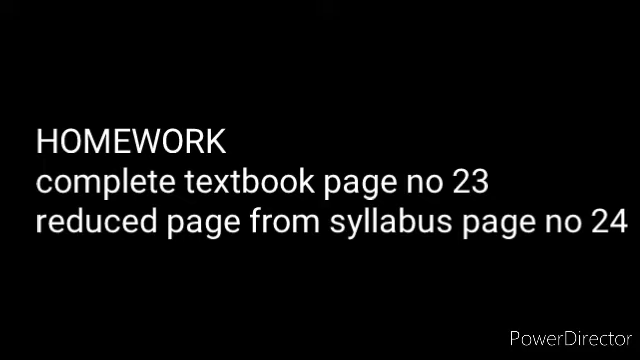 HOMEWORK
complete textbook page no 23
reduced page from syllabus page no 24
PowerDirector